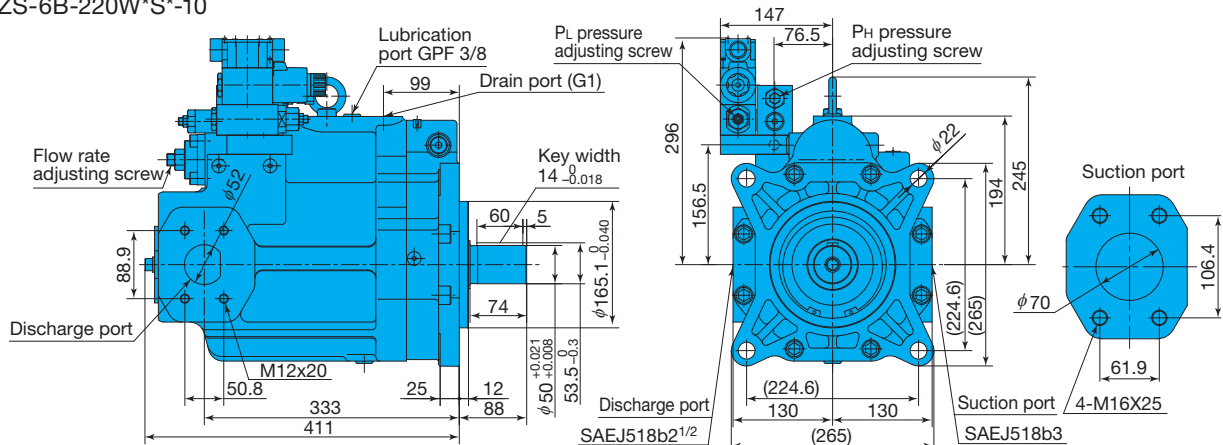 ZS-6B-220W*S*-10
Lubrication
port GPF 3/8
Drain port (G1)
99
Flow rate
adjusting screw
φ52
Key width
14 0 -0.018
60
5
88.9
φ165.1 0 -0.040
74
Discharge port
M12x20
50.8
25
12
φ50 +0.021 +0.008
53.5 0 -0.3
333
88
411
147
76.5
PL pressure
adjusting screw
PH pressure
adjusting screw
296
156.5
φ22
194
245
(224.6)
(265)
(224.6)
130
130
(265)
Discharge port
SAEJ518b2 1/2
Suction port
SAEJ518b3
Suction port
106.4
φ70
61.9
4-M16X25